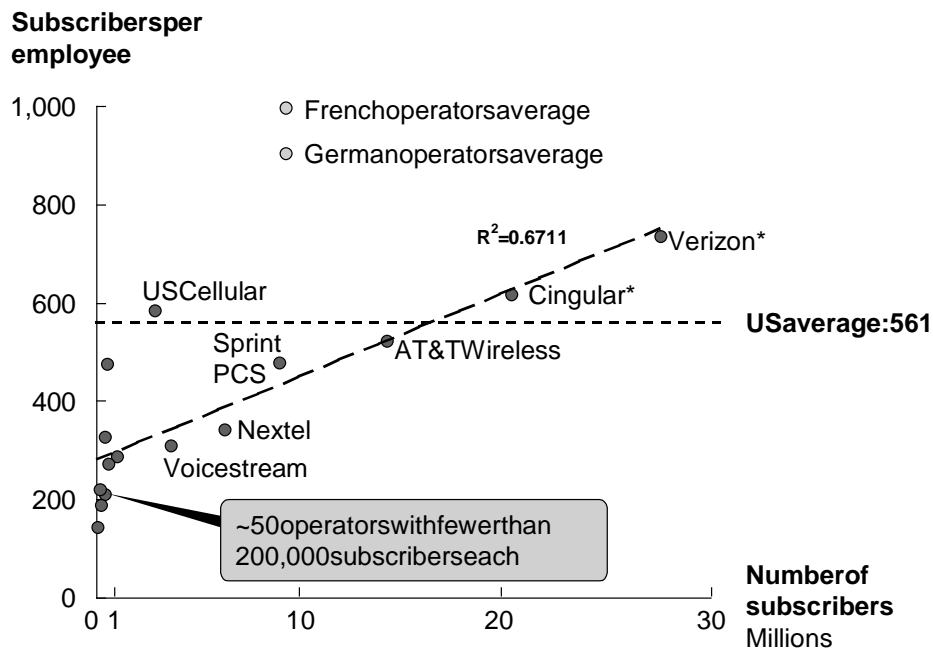 Subscribersper
employee
1,000
Frenchoperatorsaverage
Germanoperatorsaverage
800
R²=0.6711
Verizon*
USCellular
Cingular*
600
USaverage:561
Sprint
PCS
AT&TWireless
400
Nextel
Voicestream
200
~50operatorswithfewerthan
200,000subscriberseach
0
0 1 10 20 30
Numberof
subscribers
Millions